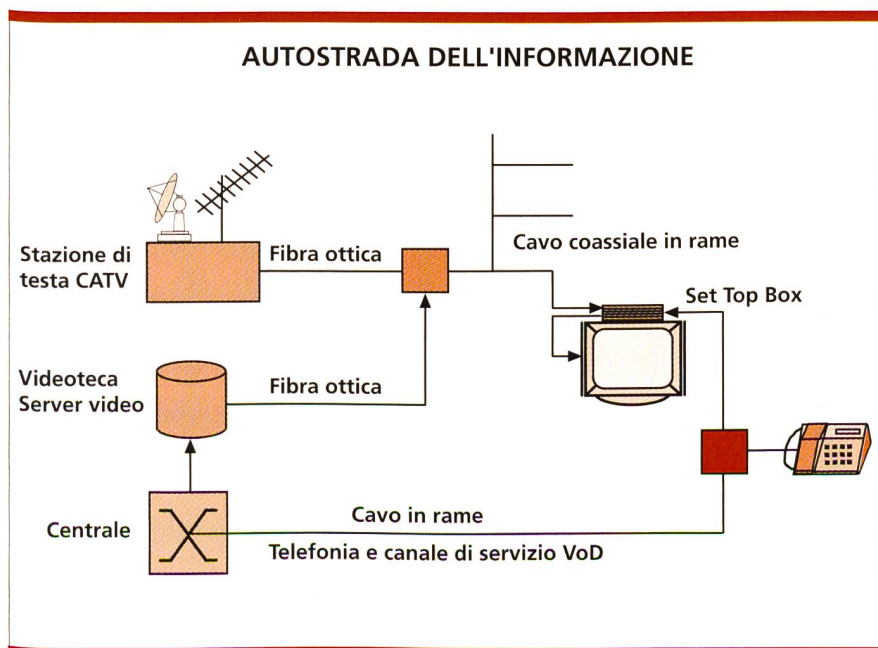 AUTOSTRADA DELL'INFORMAZIONE
Stazione di
testa CATV
Fibra ottica
Cavo coassiale in rame
Set Top Box
Videoteca
Server video
Fibra ottica
Centrale
Cavo in rame
Telefonia e canale di servizio VoD